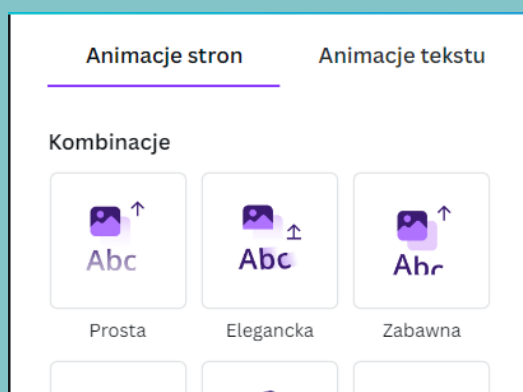 Animacje stron Animacje tekstu
Kombinacje
Abc Abc Abc
Prosta Elegancka Zabawna